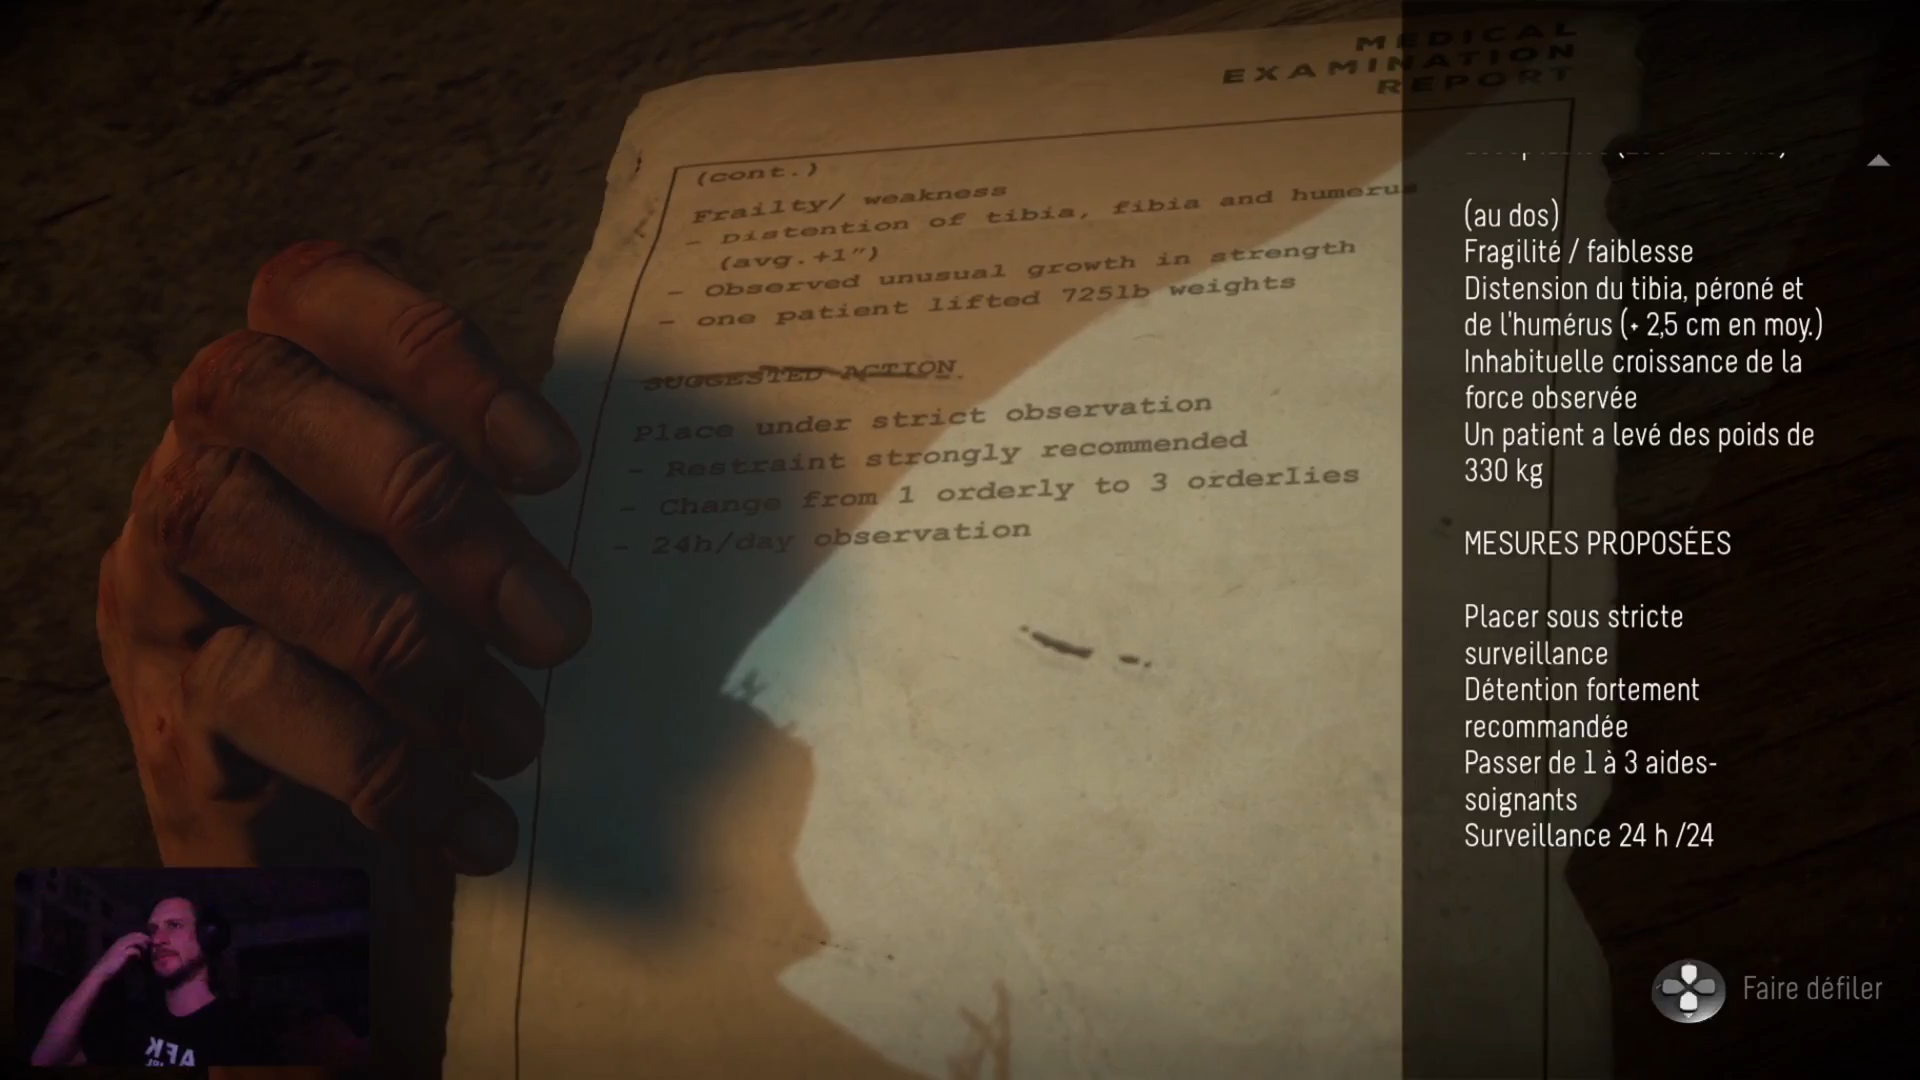 MEDICAL
EXAMINATION
REPORT
(cont.)
Frailty/ weakness
- Distention of tibia, fibia and humerus
(avg.+1")
- Observed unusual growth in strength
- one patient lifted 725lb weights
SUGGESTED ACTION.
Place under strict observation
- Restraint strongly recommended
- Change from 1 orderly to 3 orderlies
- 24h/day observation
(au dos)
Fragilité / faiblesse
Distension du tibia, péroné et
de l'humérus (+ 2,5 cm en moy.)
Inhabituelle croissance de la
force observée
Un patient a levé des poids de
330 kg
MESURES PROPOSÉES
Placer sous stricte
surveillance
Détention fortement
recommandée
Passer de 1 à 3 aides-
soignants
Surveillance 24 h /24
Faire défiler
AFK